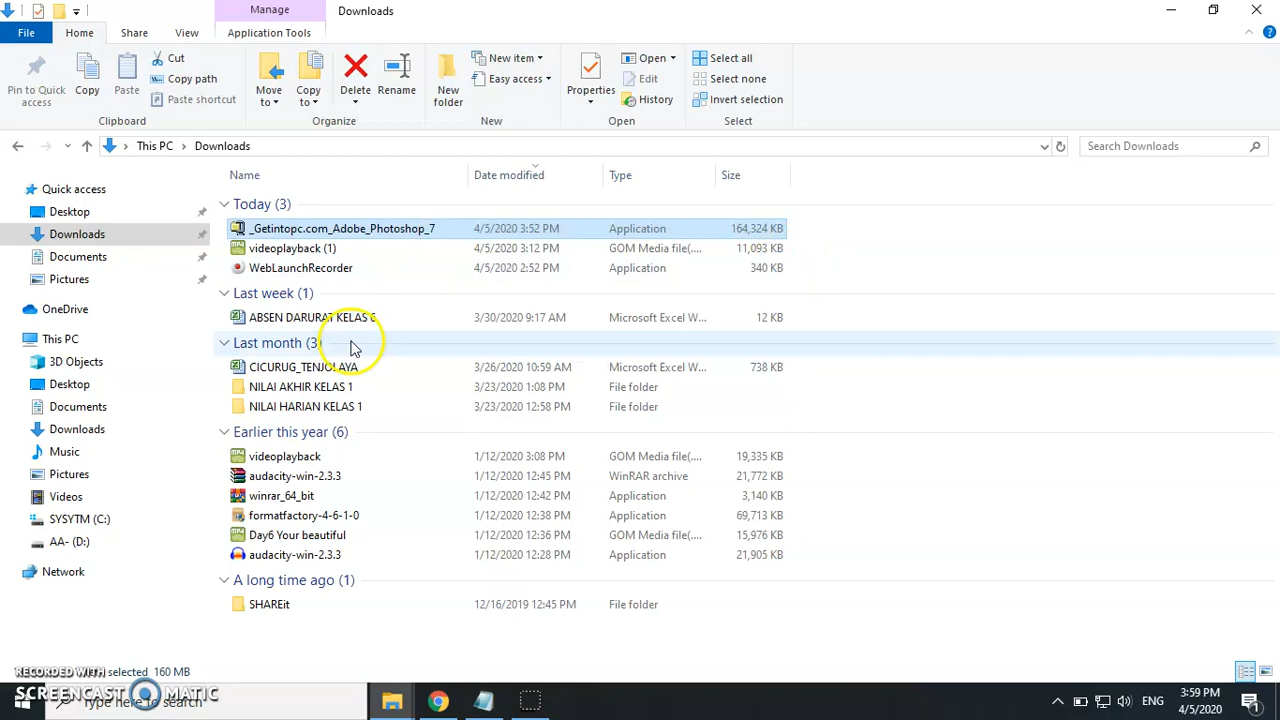 Manage
Downloads
File
Home
Share
View
Application Tools
Pin to Quick access
Copy
Paste
Cut
Copy path
Paste shortcut
Clipboard
Move to
Copy to
Delete
Rename
Organize
New folder
New item
Easy access
New
Properties
Open
Edit
History
Open
Select all
Select none
Invert selection
Select
This PC
Downloads
Search Downloads
Name
Date modified
Type
Size
Quick access
Desktop
Downloads
Documents
Pictures
OneDrive
This PC
3D Objects
Desktop
Documents
Downloads
Music
Pictures
Videos
SYSYTM (C:)
AA- (D:)
Network
Today (3)
_Getintopc.com_Adobe_Photoshop_7 4/5/2020 3:52 PM Application 164,324 KB
videoplayback (1) 4/5/2020 3:12 PM GOM Media file(.... 11,093 KB
WebLaunchRecorder 4/5/2020 2:52 PM Application 340 KB
Last week (1)
ABSEN DARURAT KELAS 6 3/30/2020 9:17 AM Microsoft Excel W... 12 KB
Last month (3)
CICURUG_TENJOLAYA 3/26/2020 10:59 AM Microsoft Excel W... 738 KB
NILAI AKHIR KELAS 1 3/23/2020 1:08 PM File folder
NILAI HARIAN KELAS 1 3/23/2020 12:58 PM File folder
Earlier this year (6)
videoplayback 1/12/2020 3:08 PM GOM Media file(.... 19,335 KB
audacity-win-2.3.3 1/12/2020 12:45 PM WinRAR archive 21,772 KB
winrar_64_bit 1/12/2020 12:42 PM Application 3,140 KB
formatfactory-4-6-1-0 1/12/2020 12:38 PM Application 69,713 KB
Day6 Your beautiful 1/12/2020 12:36 PM GOM Media file(.... 15,976 KB
audacity-win-2.3.3 1/12/2020 12:28 PM Application 21,905 KB
A long time ago (1)
SHAREit 12/16/2019 12:45 PM File folder
selected 160 MB
RECORDED WITH
SCREENCAST MATIC
Type here to search
ENG
3:59 PM
4/5/2020
1